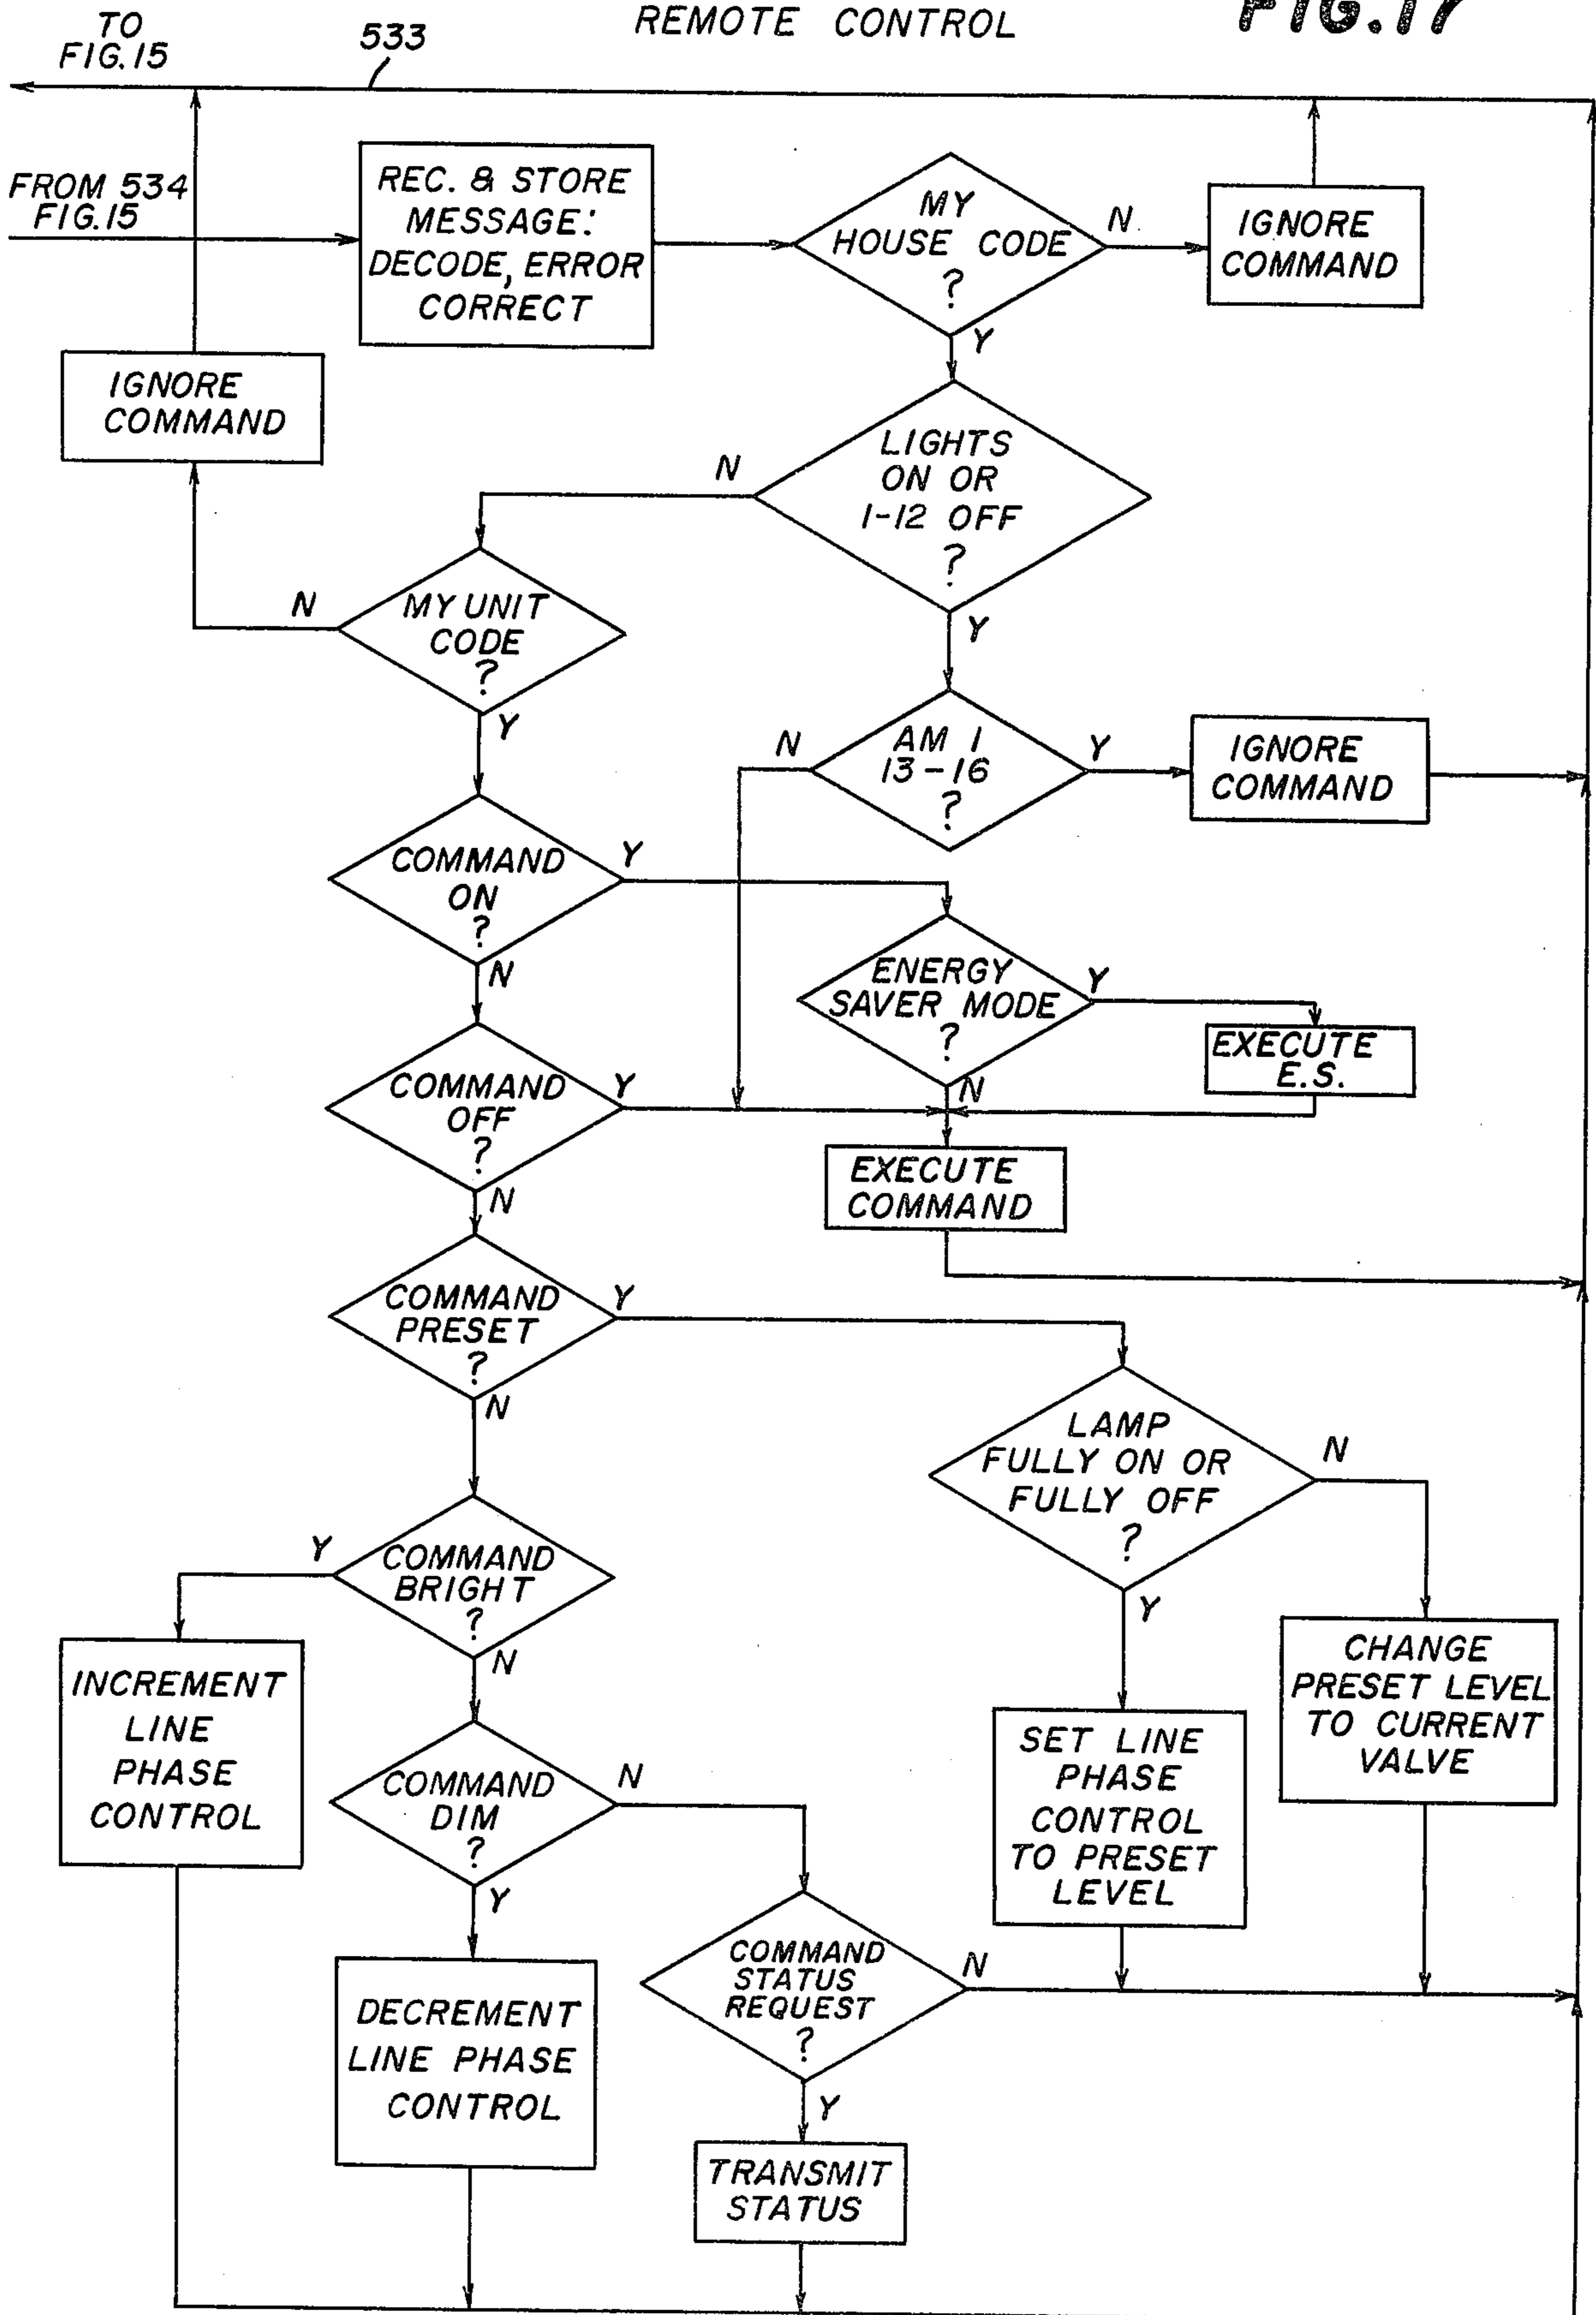 REMOTE CONTROL
FIG.17
TO
FIG.15
533
FROM 534
FIG.15
REC. & STORE
MESSAGE:
DECODE, ERROR
CORRECT
MY
HOUSE CODE
?
N
IGNORE
COMMAND
Y
IGNORE
COMMAND
LIGHTS
ON OR
1-12 OFF
?
N
Y
MY UNIT
CODE
?
N
Y
AM I
13-16
?
N
Y
IGNORE
COMMAND
COMMAND
ON
?
Y
N
ENERGY
SAVER MODE
?
Y
N
EXECUTE
E.S.
COMMAND
OFF
?
Y
N
EXECUTE
COMMAND
COMMAND
PRESET
?
Y
N
LAMP
FULLY ON OR
FULLY OFF
?
N
Y
COMMAND
BRIGHT
?
Y
N
INCREMENT
LINE
PHASE
CONTROL
CHANGE
PRESET LEVEL
TO CURRENT
VALVE
SET LINE
PHASE
CONTROL
TO PRESET
LEVEL
COMMAND
DIM
?
N
Y
COMMAND
STATUS
REQUEST
?
N
Y
DECREMENT
LINE PHASE
CONTROL
TRANSMIT
STATUS